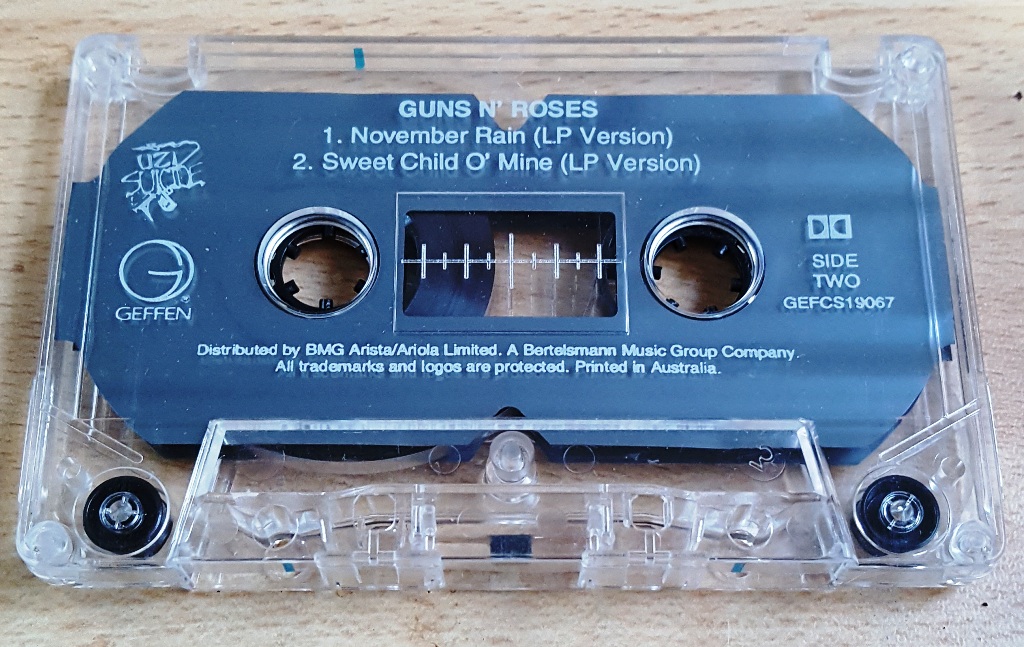 GUNS N' ROSES
1. November Rain (LP Version)
2. Sweet Child O' Mine (LP Version)
SUICIDE
G
GEFFEN®
SIDE
TWO
GEFCS19067
Distributed by BMG Arista/Ariola Limited. A Bertelsmann Music Group Company.
All trademarks and logos are protected. Printed in Australia.